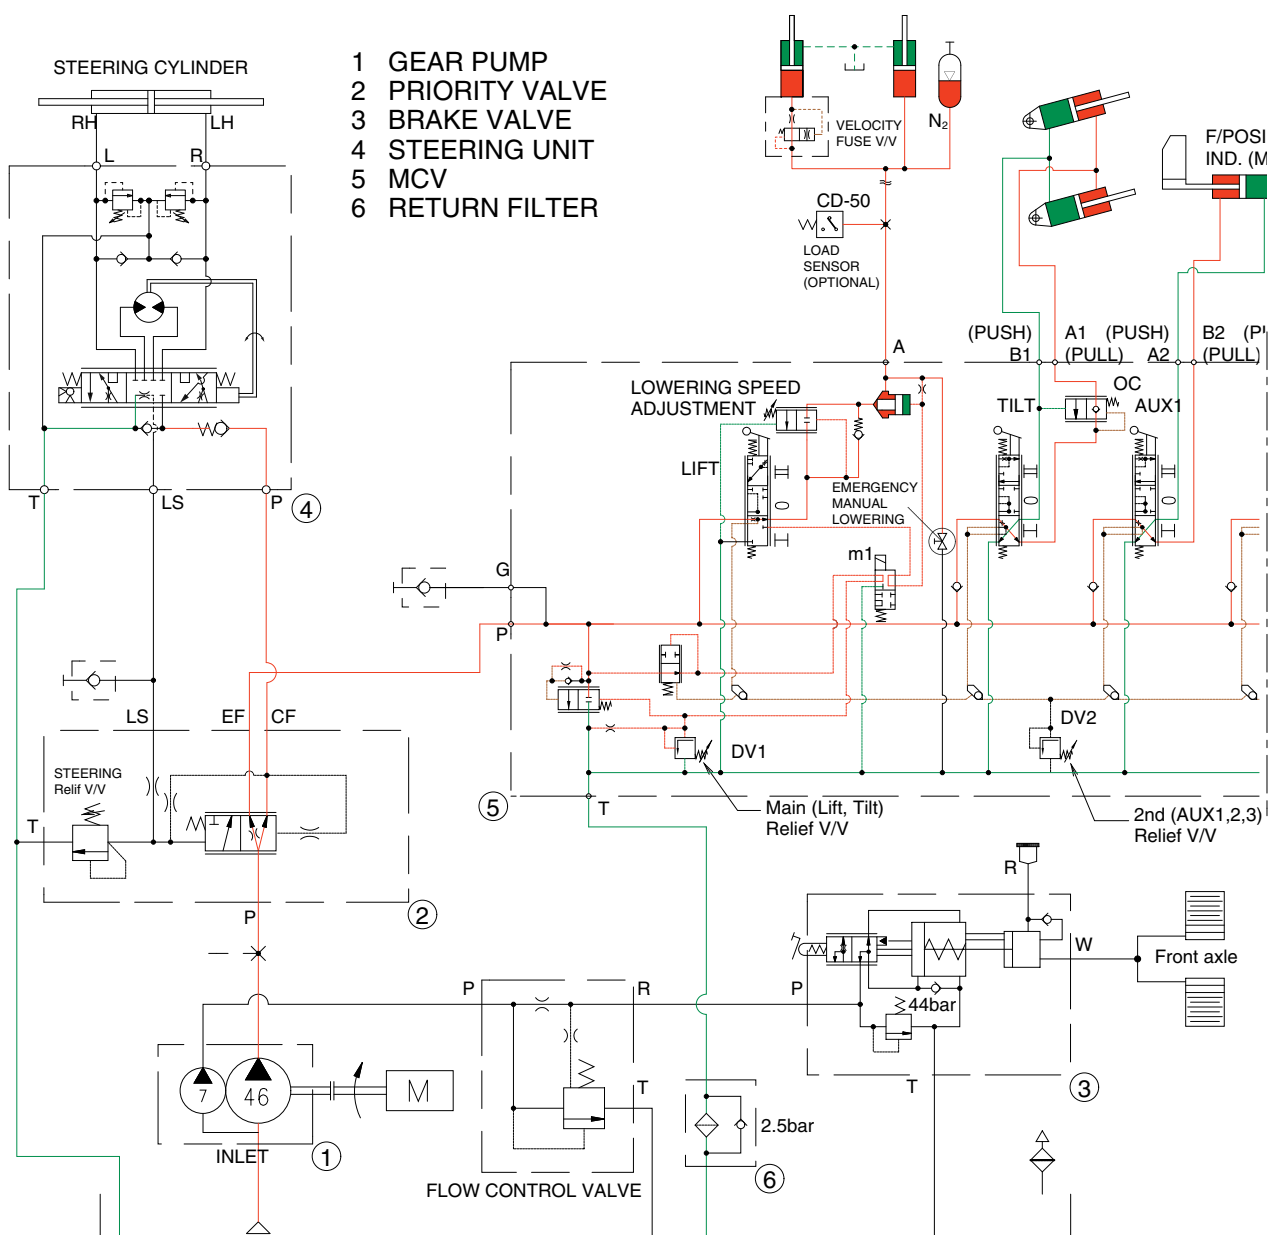 STEERING CYLINDER
RH
LH
L
R
1 GEAR PUMP
2 PRIORITY VALVE
3 BRAKE VALVE
4 STEERING UNIT
5 MCV
6 RETURN FILTER
VELOCITY
FUSE V/V
N2
F/POSI
IND. (M
CD-50
LOAD
SENSOR
(OPTIONAL)
A
(PUSH)
B1
A1
(PULL)
(PUSH)
A2
B2
(PULL)
LOWERING SPEED
ADJUSTMENT
LIFT
TILT
OC
AUX1
EMERGENCY
MANUAL
LOWERING
m1
T
LS
P
4
G
P
LS
EF
CF
STEERING
Relif V/V
T
P
2
DV1
DV2
5
T
Main (Lift, Tilt)
Relief V/V
2nd (AUX1,2,3)
Relief V/V
R
W
Front axle
P
44bar
T
3
P
R
T
7
46
M
INLET
1
FLOW CONTROL VALVE
2.5bar
6